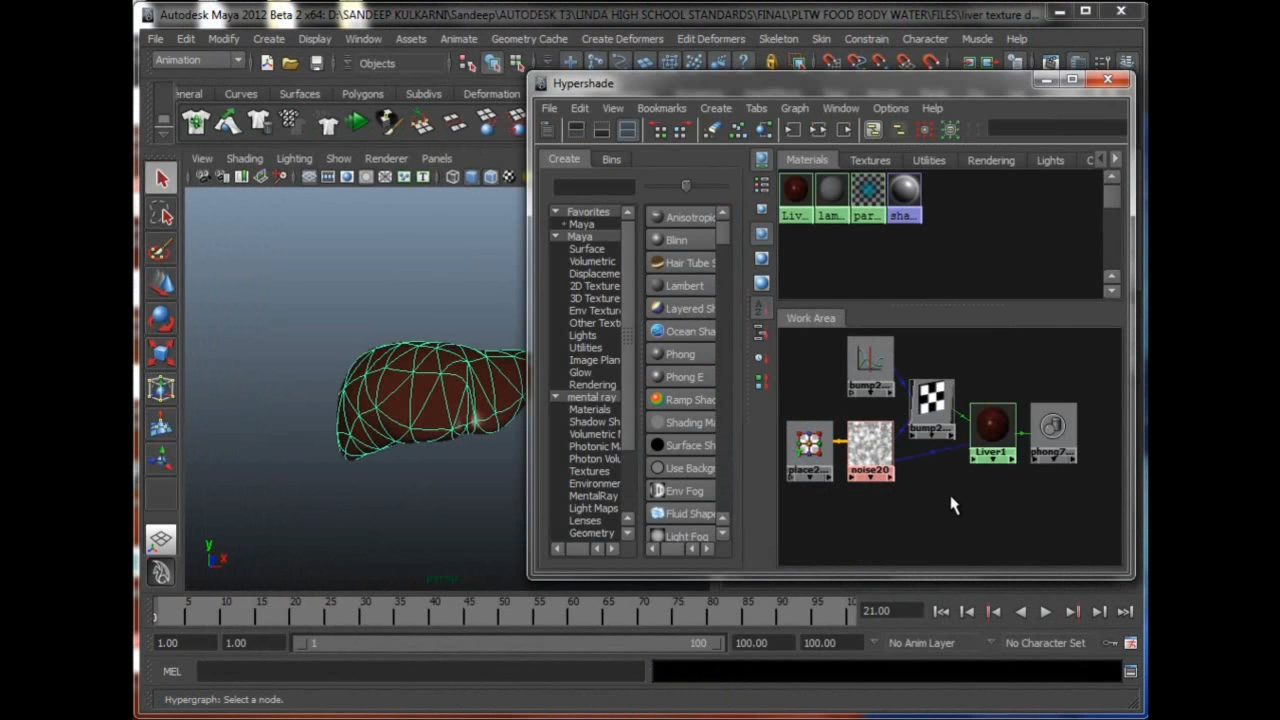 Autodesk Maya 2012 Beta 2 x64: D:\SANDEEP KULKARNI\Sandeep\AUTODESK T3\LINDA HIGH SCHOOL STANDARDS\FINAL\PLTW FOOD BODY WATER\FILES\liver texture d...
File Edit Modify Create Display Window Assets Animate Geometry Cache Create Deformers Edit Deformers Skeleton Skin Constrain Character Muscle Help
Animation Objects
neral Curves Surfaces Polygons Subdivs Deformation
View Shading Lighting Show Renderer Panels
Hypershade
File Edit View Bookmarks Create Tabs Graph Window Options Help
Create Bins
Materials Textures Utilities Rendering Lights C
Liv... lam... par... sha...
Favorites
+ Maya
Maya
Surface
Volumetric
Displaceme
2D Texture
3D Texture
Env Textur
Other Text
Lights
Utilities
Image Plan
Glow
Rendering
mental ray
Materials
Shadow Sh
Volumetric
Photonic M
Photon Vol
Textures
Environmen
MentalRay
Light Maps
Lenses
Geometry
Anisotropic
Blinn
Hair Tube S
Lambert
Layered Sh
Ocean Sha
Phong
Phong E
Ramp Shad
Shading Ma
Surface Sh
Use Backgr
Env Fog
Fluid Shape
Light Fog
Work Area
bump2...
bump2...
place2... noise20 Liver1 phong7...
y
x
persp
5 10 15 20 25 30 35 40 45 50 55 60 65 70 75 80 85 90 95 10
21.00
1.00 1.00 1 100 100.00 100.00 No Anim Layer No Character Set
MEL
Hypergraph: Select a node.